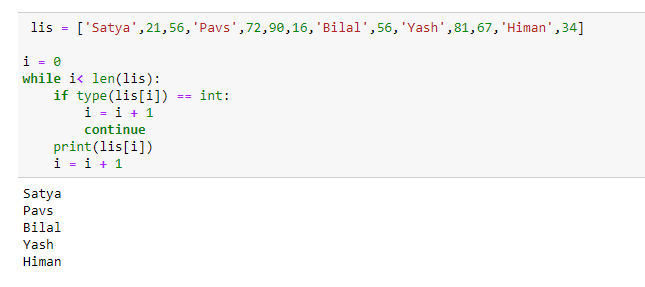 lis = ['Satya',21,56,'Pavs',72,90,16,'Bilal',56,'Yash',81,67,'Himan',34]
i = 0
while i< len(lis):
    if type(lis[i]) == int:
        i = i + 1
        continue
    print(lis[i])
    i = i + 1
Satya
Pavs
Bilal
Yash
Himan